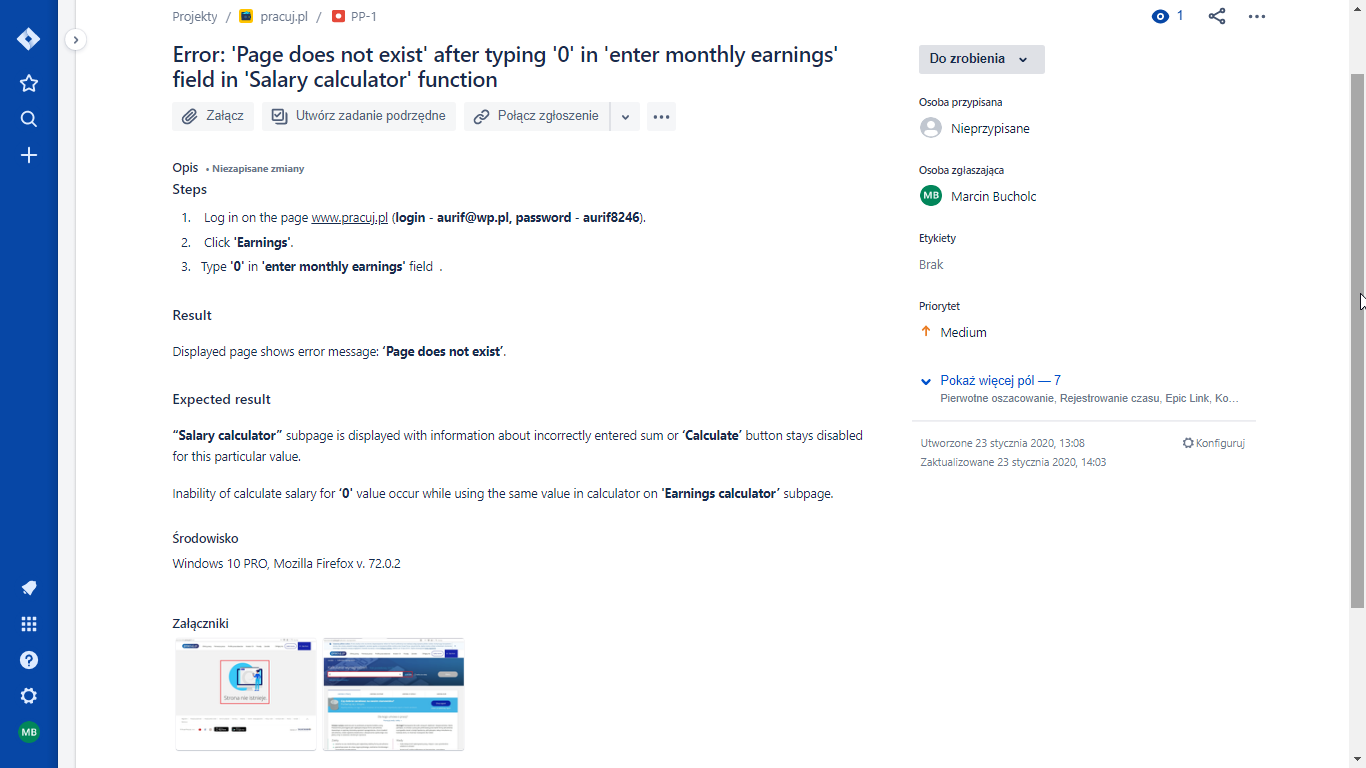 Projekty / pracuj.pl / PP-1
1
Error: 'Page does not exist' after typing '0' in 'enter monthly earnings'
field in 'Salary calculator' function
Załącz
Utwórz zadanie podrzędne
Połącz zgłoszenie
Opis • Niezapisane zmiany
Steps
1. Log in on the page www.pracuj.pl (login - aurif@wp.pl, password - aurif8246).
2. Click 'Earnings'.
3. Type '0' in 'enter monthly earnings' field .
Result
Displayed page shows error message: ‘Page does not exist’.
Expected result
“Salary calculator” subpage is displayed with information about incorrectly entered sum or ‘Calculate’ button stays disabled
for this particular value.
Inability of calculate salary for ‘0’ value occur while using the same value in calculator on 'Earnings calculator’ subpage.
Środowisko
Windows 10 PRO, Mozilla Firefox v. 72.0.2
Załączniki
Strona nie istnieje.
Do zrobienia
Osoba przypisana
Nieprzypisane
Osoba zgłaszająca
MB Marcin Bucholc
Etykiety
Brak
Priorytet
Medium
Pokaż więcej pól — 7
Pierwotne oszacowanie, Rejestrowanie czasu, Epic Link, Ko...
Utworzone 23 stycznia 2020, 13:08
Konfiguruj
Zaktualizowane 23 stycznia 2020, 14:03
MB